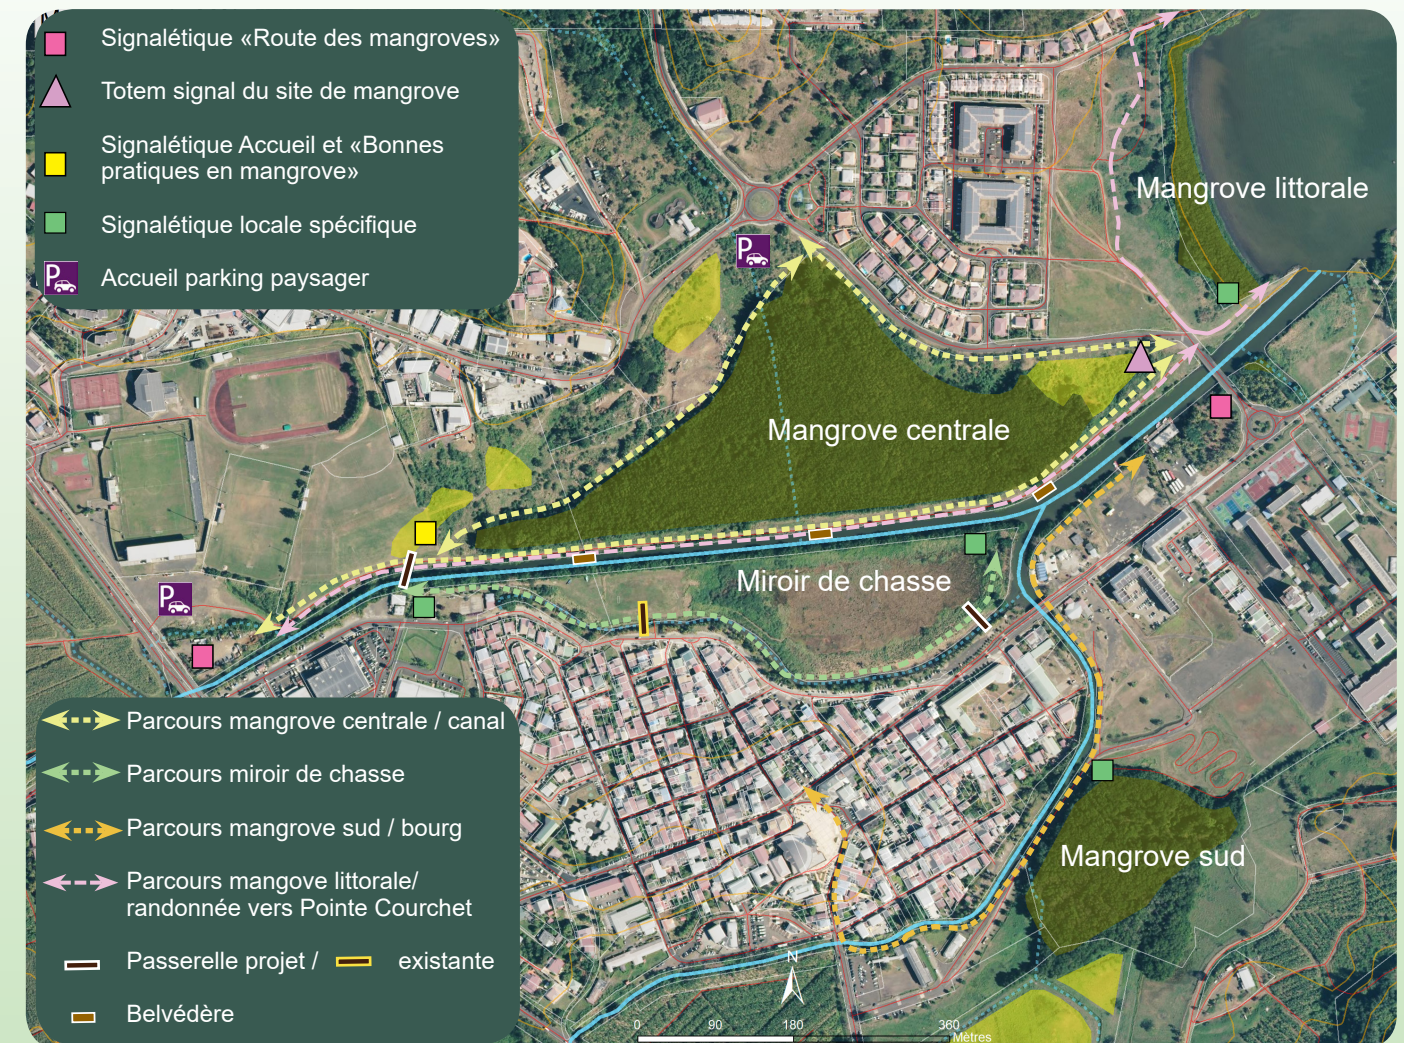 Signalétique «Route des mangroves»
Totem signal du site de mangrove
Signalétique Accueil et «Bonnes
pratiques en mangrove»
Signalétique locale spécifique
P Accueil parking paysager
P
Mangrove littorale
Mangrove centrale
Miroir de chasse
P
Mangrove sud
Parcours mangrove centrale / canal
Parcours miroir de chasse
Parcours mangrove sud / bourg
Parcours mangove littorale/
randonnée vers Pointe Courchet
Passerelle projet / existante
Belvédère
N
0 90 180 360
Mètres